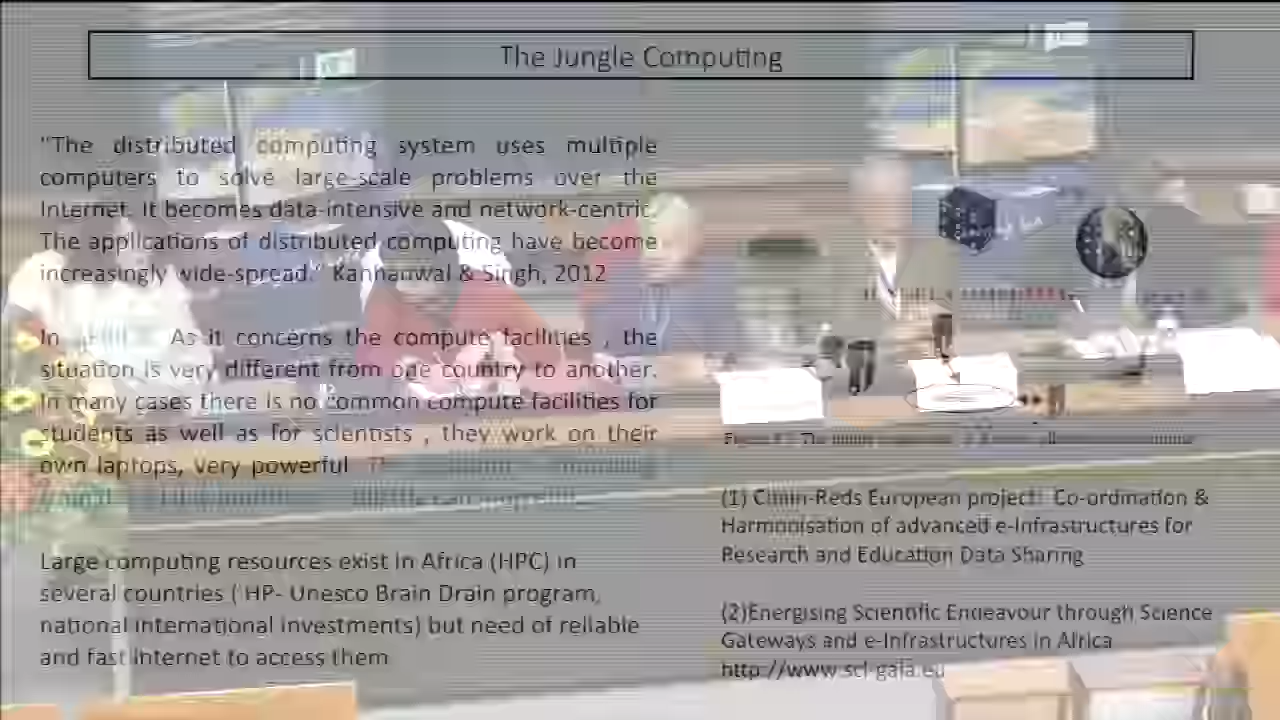 The Jungle Computing
"The distributed computing system uses multiple
computers to solve large-scale problems over the
Internet. It becomes data-intensive and network-centric.
The applications of distributed computing have become
increasingly wide-spread." Kannauwal & Singh, 2012
In As it concerns the compute facilities , the
situation is very different from one country to another.
In many cases there is no common compute facilities for
students as well as for scientists , they work on their
own laptops, very powerful
Large computing resources exist in Africa (HPC) in
several countries ( HP- Unesco Brain Drain program,
national international investments) but need of reliable
and fast internet to access them
(1) Chain-Reds European project: Co-ordination &
Harmonisation of advanced e-Infrastructures for
Research and Education Data Sharing
(2)Energising Scientific Endeavour through Science
Gateways and e-Infrastructures in Africa
http://www.sci-gaia.eu